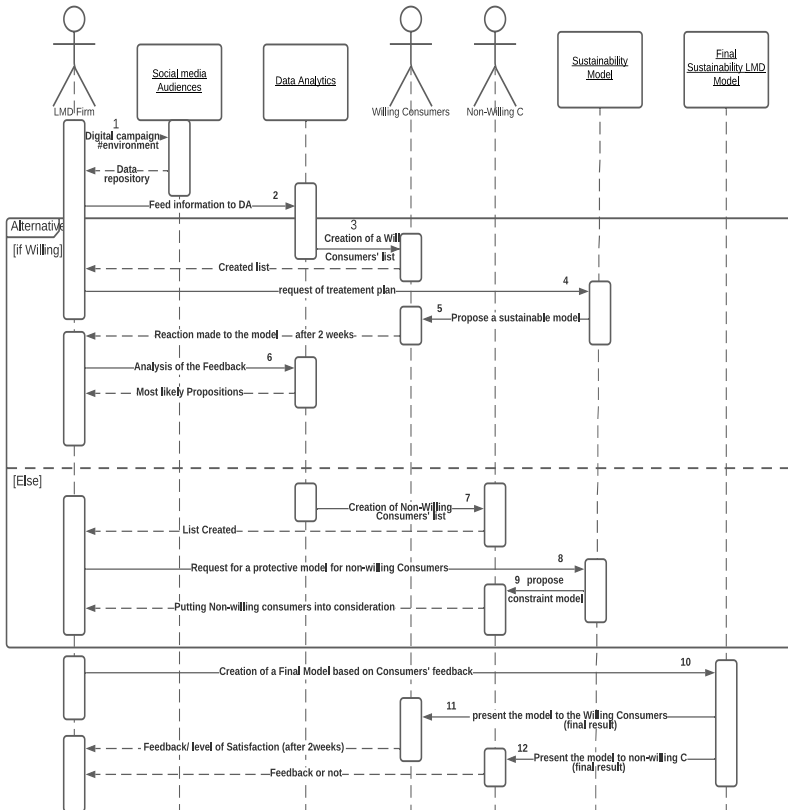 Social media
Audiences
Data Analytics
Sustainability
Model
Final
Sustainability LMD
Model
LMD Firm
Willing Consumers
Non-Willing C
1
Digital campaign
#environment
Data
repository
2
Feed information to DA
Alternative
[if Willing]
3
Creation of a Will
Consumers' list
Created list
4
request of treatement plan
5
Propose a sustainable model
Reaction made to the model after 2 weeks
6
Analysis of the Feedback
Most likely Propositions
[Else]
7
Creation of Non-Willing
Consumers' list
List Created
8
Request for a protective model for non-willing Consumers
9 propose
constraint model
Putting Non-willing consumers into consideration
10
Creation of a Final Model based on Consumers' feedback
11
present the model to the Willing Consumers
(final result)
Feedback/ level of Satisfaction (after 2weeks)
12
Present the model to non-willing C
(final result)
Feedback or not